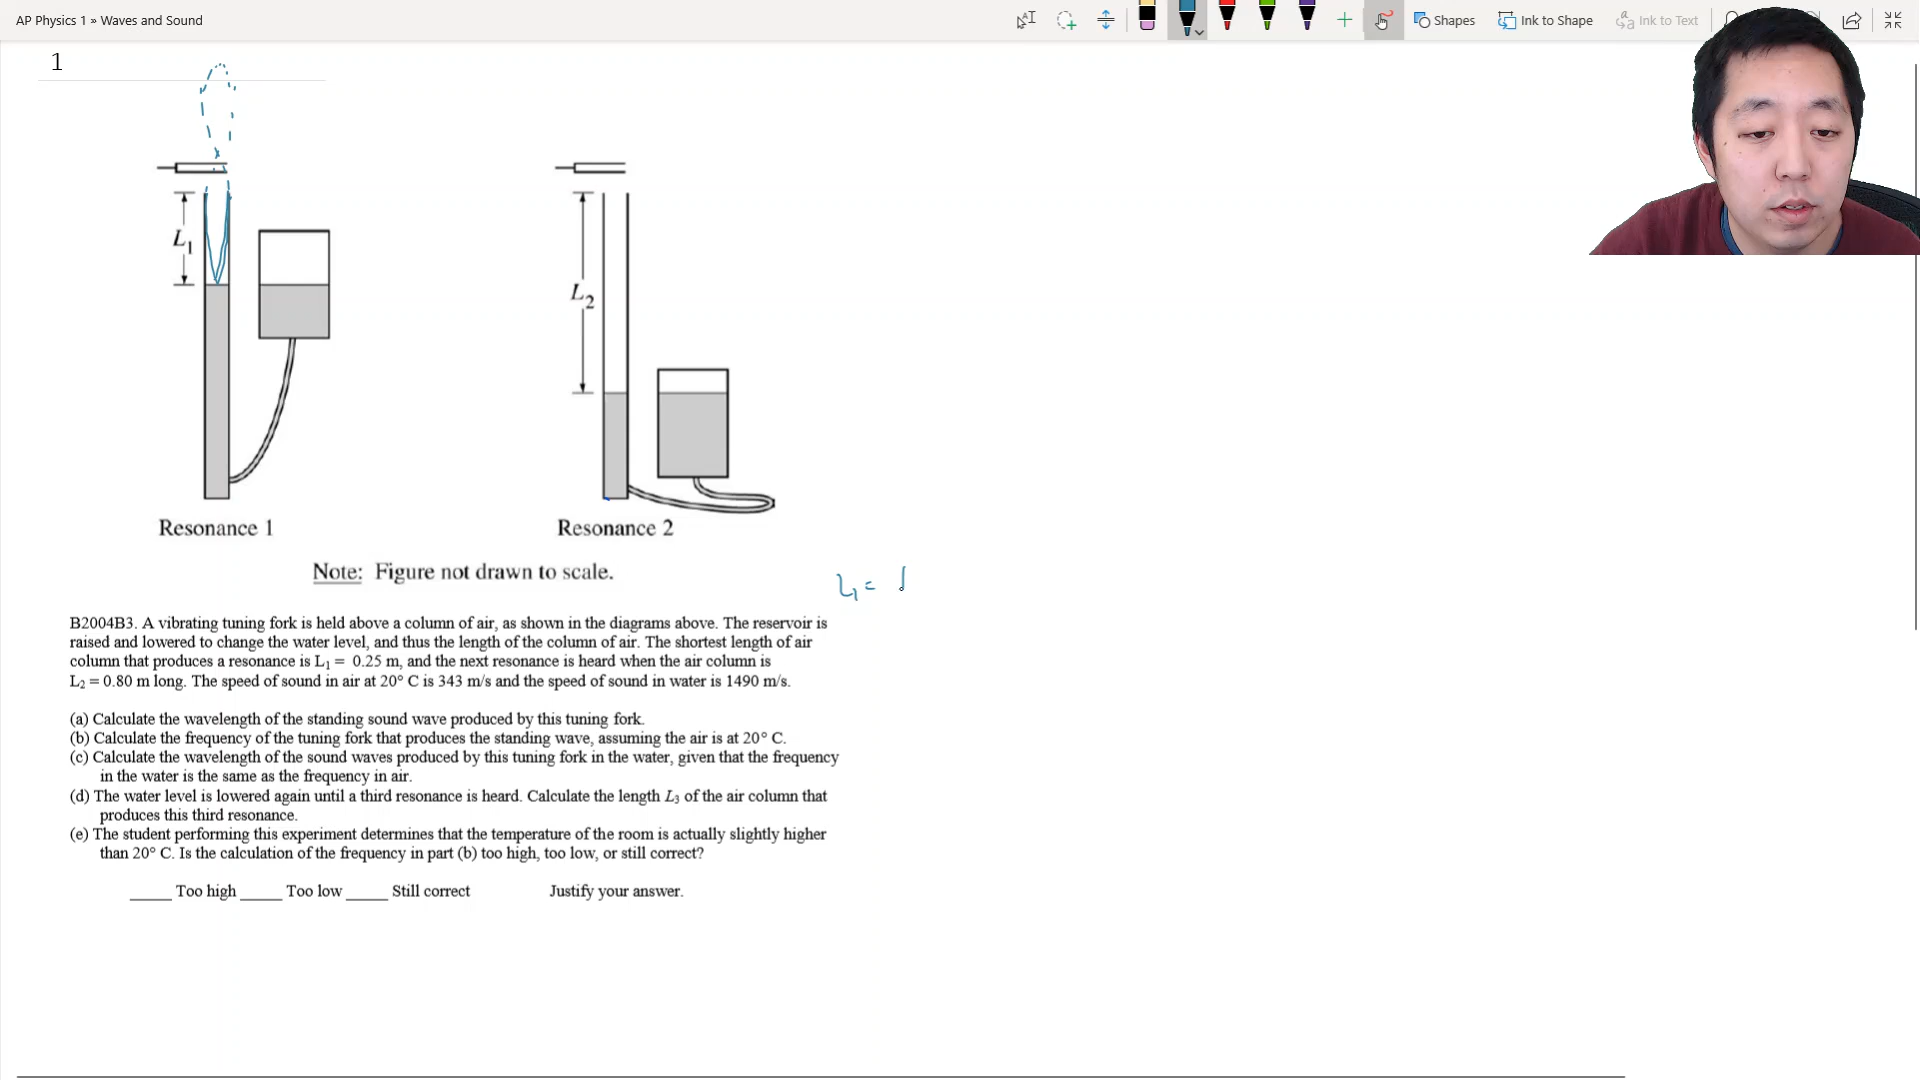 AP Physics 1 » Waves and Sound
Shapes
Ink to Shape
Ink to Text
1
L1
L2
Resonance 1
Resonance 2
Note: Figure not drawn to scale.
L1 =
B2004B3. A vibrating tuning fork is held above a column of air, as shown in the diagrams above. The reservoir is
raised and lowered to change the water level, and thus the length of the column of air. The shortest length of air
column that produces a resonance is L1 = 0.25 m, and the next resonance is heard when the air column is
L2 = 0.80 m long. The speed of sound in air at 20° C is 343 m/s and the speed of sound in water is 1490 m/s.
(a) Calculate the wavelength of the standing sound wave produced by this tuning fork.
(b) Calculate the frequency of the tuning fork that produces the standing wave, assuming the air is at 20° C.
(c) Calculate the wavelength of the sound waves produced by this tuning fork in the water, given that the frequency
in the water is the same as the frequency in air.
(d) The water level is lowered again until a third resonance is heard. Calculate the length L3 of the air column that
produces this third resonance.
(e) The student performing this experiment determines that the temperature of the room is actually slightly higher
than 20° C. Is the calculation of the frequency in part (b) too high, too low, or still correct?
_____ Too high _____ Too low _____ Still correct Justify your answer.